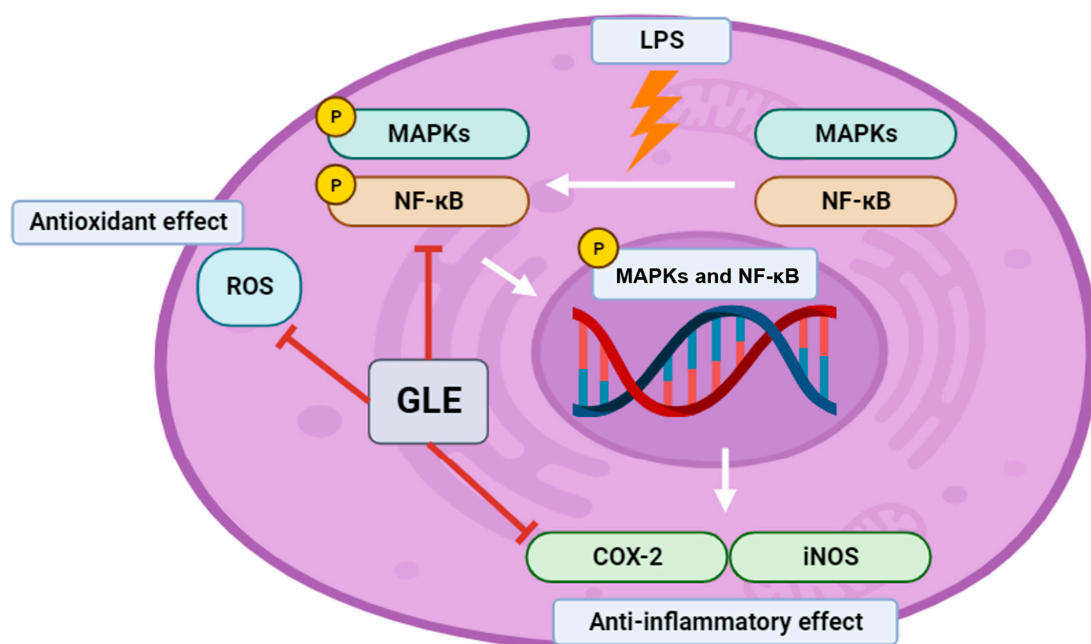 LPS
P
MAPKs
MAPKs
P
NF-κB
NF-κB
Antioxidant effect
P
MAPKs and NF-κB
ROS
GLE
COX-2
iNOS
Anti-inflammatory effect